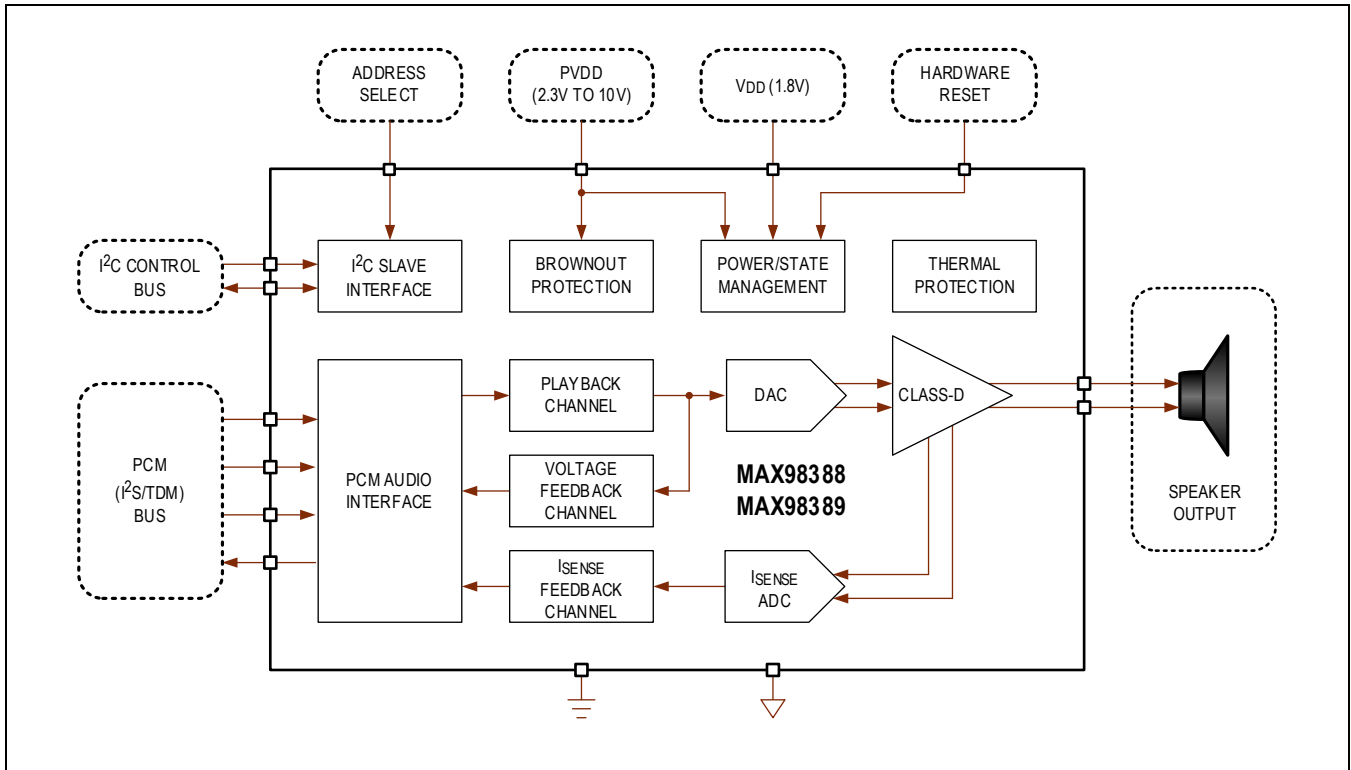 ADDRESS
SELECT
PVDD
(2.3V TO 10V)
VDD (1.8V)
HARDWARE
RESET
I2C CONTROL
BUS
I2C SLAVE
INTERFACE
BROWNOUT
PROTECTION
POWER/STATE
MANAGEMENT
THERMAL
PROTECTION
PCM
(I2S/TDM)
BUS
PCM AUDIO
INTERFACE
PLAYBACK
CHANNEL
DAC
CLASS-D
VOLTAGE
FEEDBACK
CHANNEL
MAX98388
MAX98389
ISENSE
FEEDBACK
CHANNEL
ISENSE
ADC
SPEAKER
OUTPUT